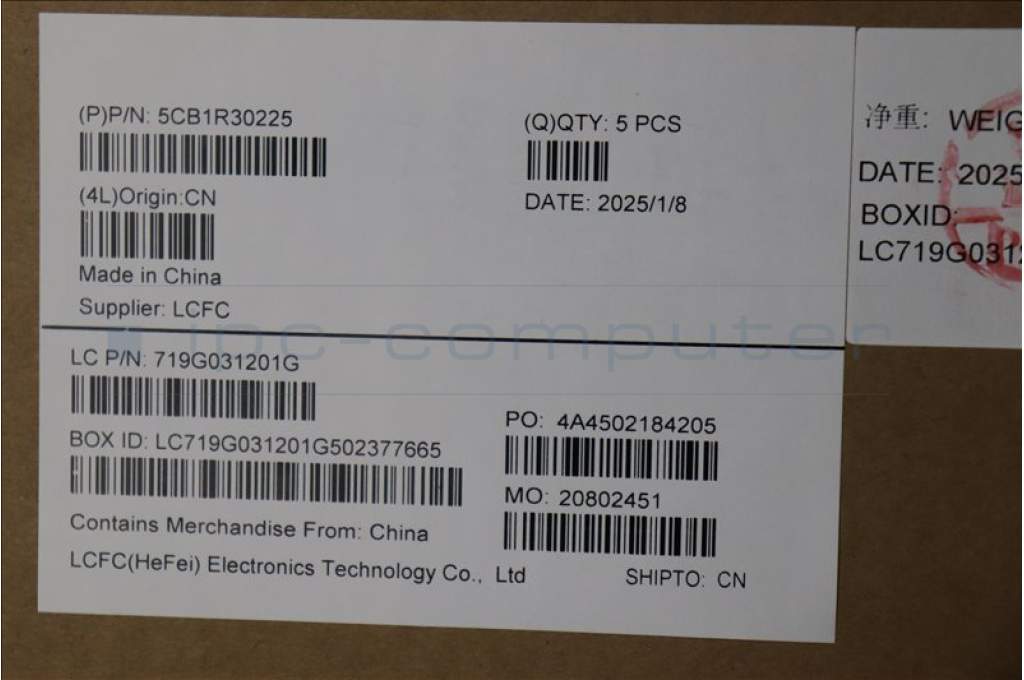 (P)P/N: 5CB1R30225
(4L)Origin:CN
Made in China
Supplier: LCFC
(Q)QTY: 5 PCS
DATE: 2025/1/8
LC P/N: 719G031201G
BOX ID: LC719G031201G502377665
Contains Merchandise From: China
LCFC(HeFei) Electronics Technology Co., Ltd
PO: 4A4502184205
MO: 20802451
SHIPTO: CN
净重: WEIG
DATE: 2025
BOXID:
LC719G0312
ipc-computer